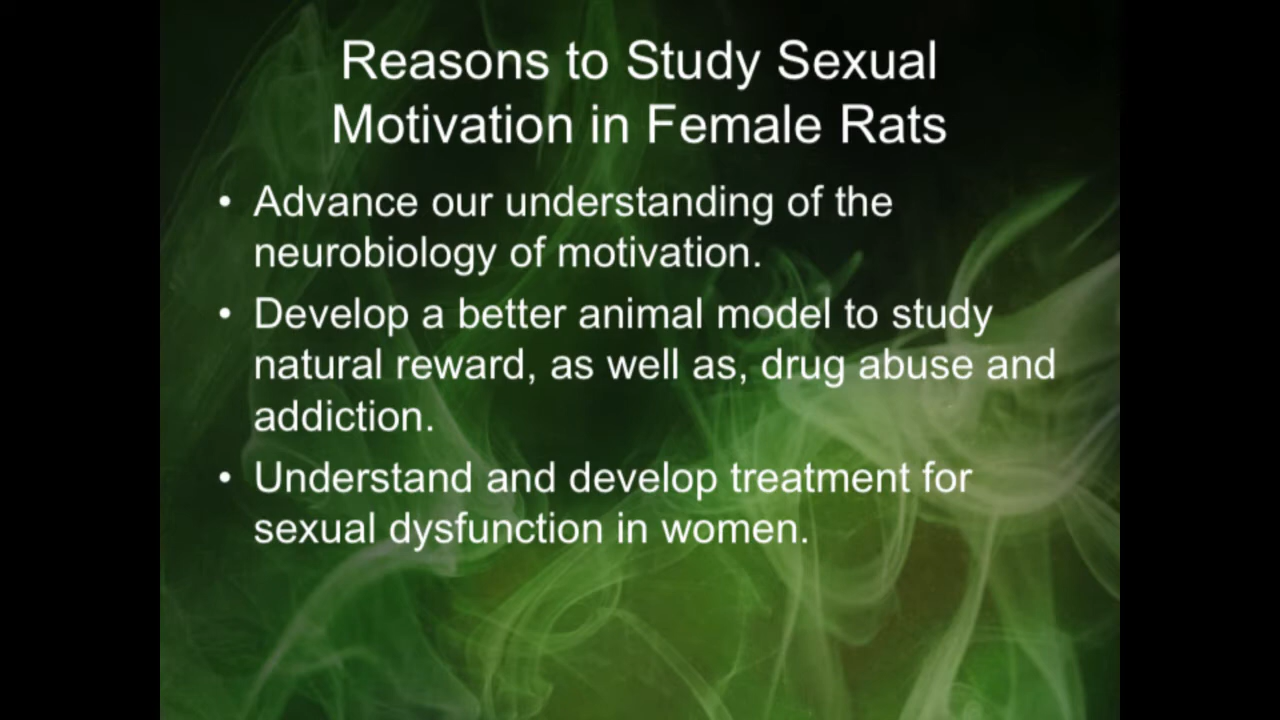 Reasons to Study Sexual
Motivation in Female Rats
• Advance our understanding of the
neurobiology of motivation.
• Develop a better animal model to study
natural reward, as well as, drug abuse and
addiction.
• Understand and develop treatment for
sexual dysfunction in women.